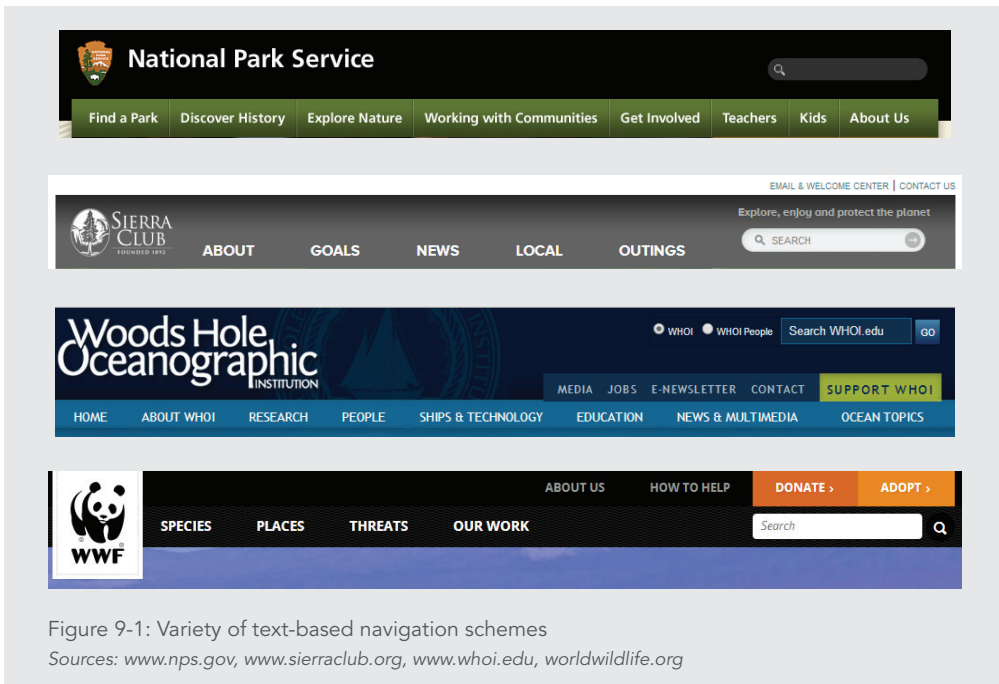 National Park Service
Find a Park Discover History Explore Nature Working with Communities Get Involved Teachers Kids About Us
EMAIL & WELCOME CENTER | CONTACT US
SIERRA
CLUB
FOUNDED 1892
Explore, enjoy and protect the planet
SEARCH
ABOUT GOALS NEWS LOCAL OUTINGS
Woods Hole
Oceanographic
INSTITUTION
WHOI WHOI People Search WHOI.edu GO
MEDIA JOBS E-NEWSLETTER CONTACT SUPPORT WHOI
HOME ABOUT WHOI RESEARCH PEOPLE SHIPS & TECHNOLOGY EDUCATION NEWS & MULTIMEDIA OCEAN TOPICS
WWF
ABOUT US HOW TO HELP DONATE › ADOPT ›
SPECIES PLACES THREATS OUR WORK Search
Figure 9-1: Variety of text-based navigation schemes
Sources: www.nps.gov, www.sierraclub.org, www.whoi.edu, worldwildlife.org